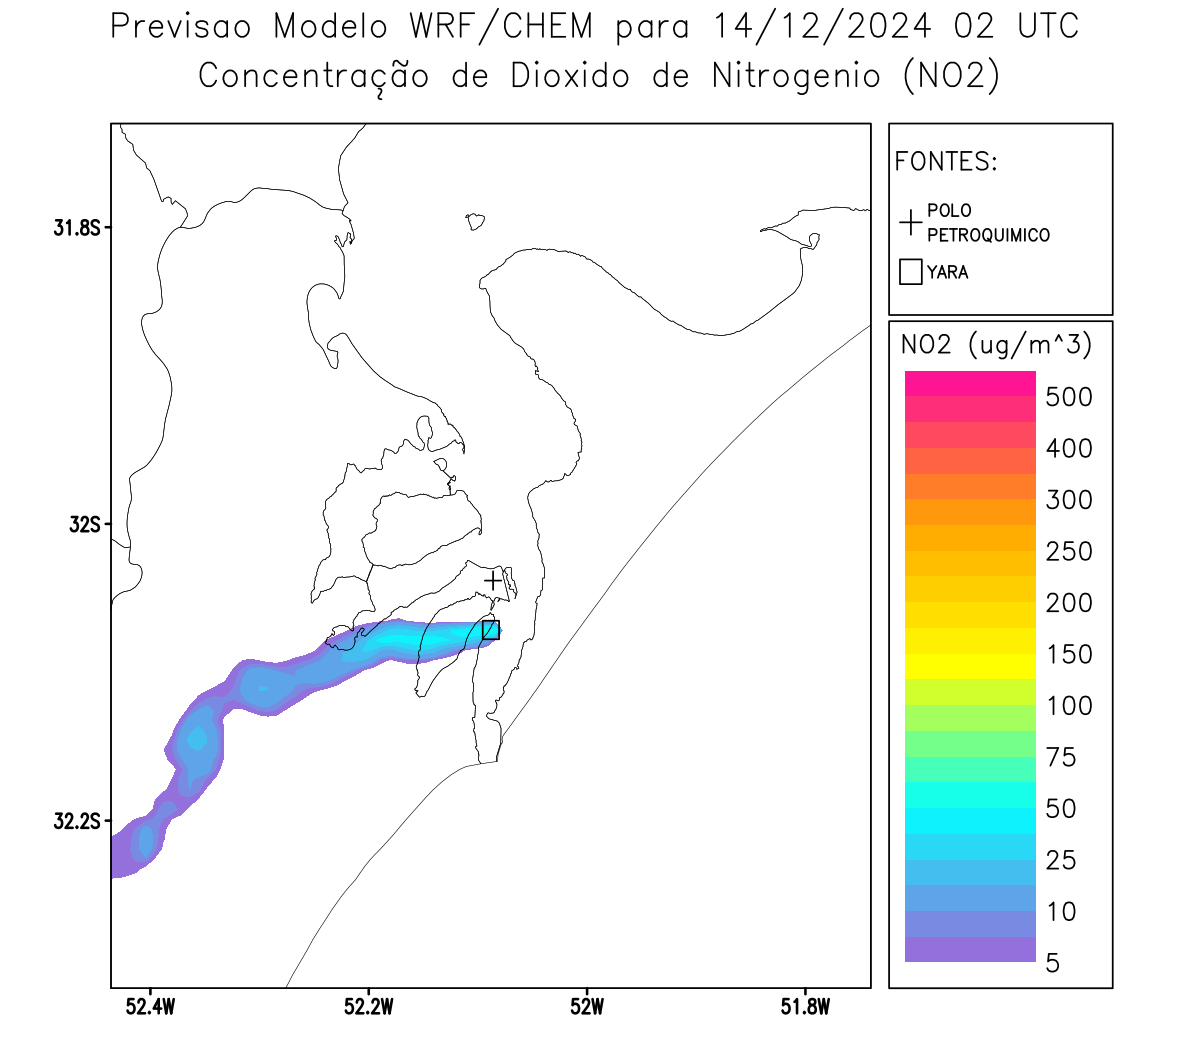 Previsao Modelo WRF/CHEM para 14/12/2024 02 UTC
Concentração de Dioxido de Nitrogenio (NO2)
FONTES:
POLO
PETROQUIMICO
YARA
NO2 (ug/m^3)
500
400
300
250
200
150
100
75
50
25
10
5
31.8S
32S
32.2S
52.4W
52.2W
52W
51.8W